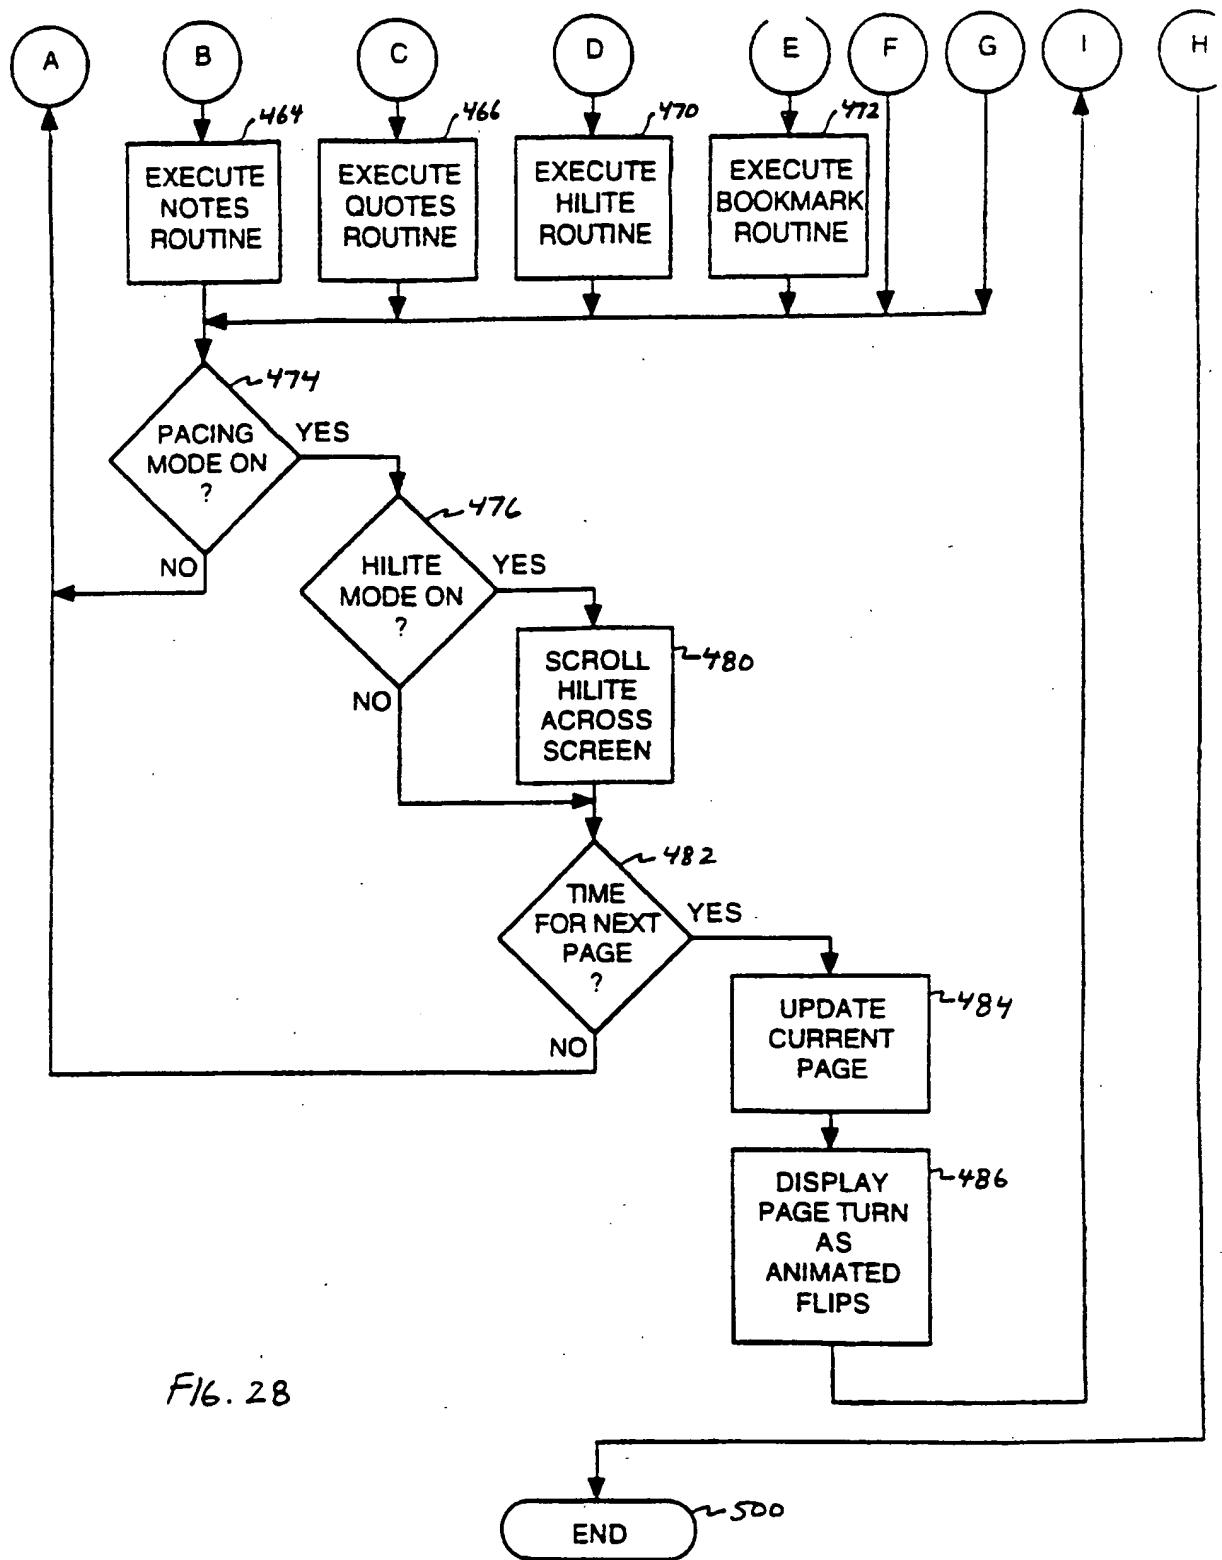 A B C D E F G I H
464 466 470 472
EXECUTE
NOTES
ROUTINE
EXECUTE
QUOTES
ROUTINE
EXECUTE
HILITE
ROUTINE
EXECUTE
BOOKMARK
ROUTINE
474
PACING
MODE ON
?
YES
NO
476
HILITE
MODE ON
?
YES
NO
480
SCROLL
HILITE
ACROSS
SCREEN
482
TIME
FOR NEXT
PAGE
?
YES
NO
484
UPDATE
CURRENT
PAGE
486
DISPLAY
PAGE TURN
AS
ANIMATED
FLIPS
FIG. 28
500
END